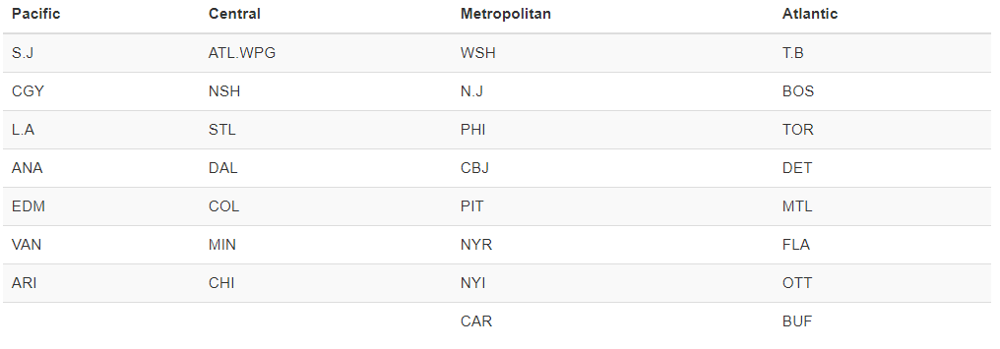 Pacific Central Metropolitan Atlantic
S.J ATL.WPG WSH T.B
CGY NSH N.J BOS
L.A STL PHI TOR
ANA DAL CBJ DET
EDM COL PIT MTL
VAN MIN NYR FLA
ARI CHI NYI OTT
CAR BUF